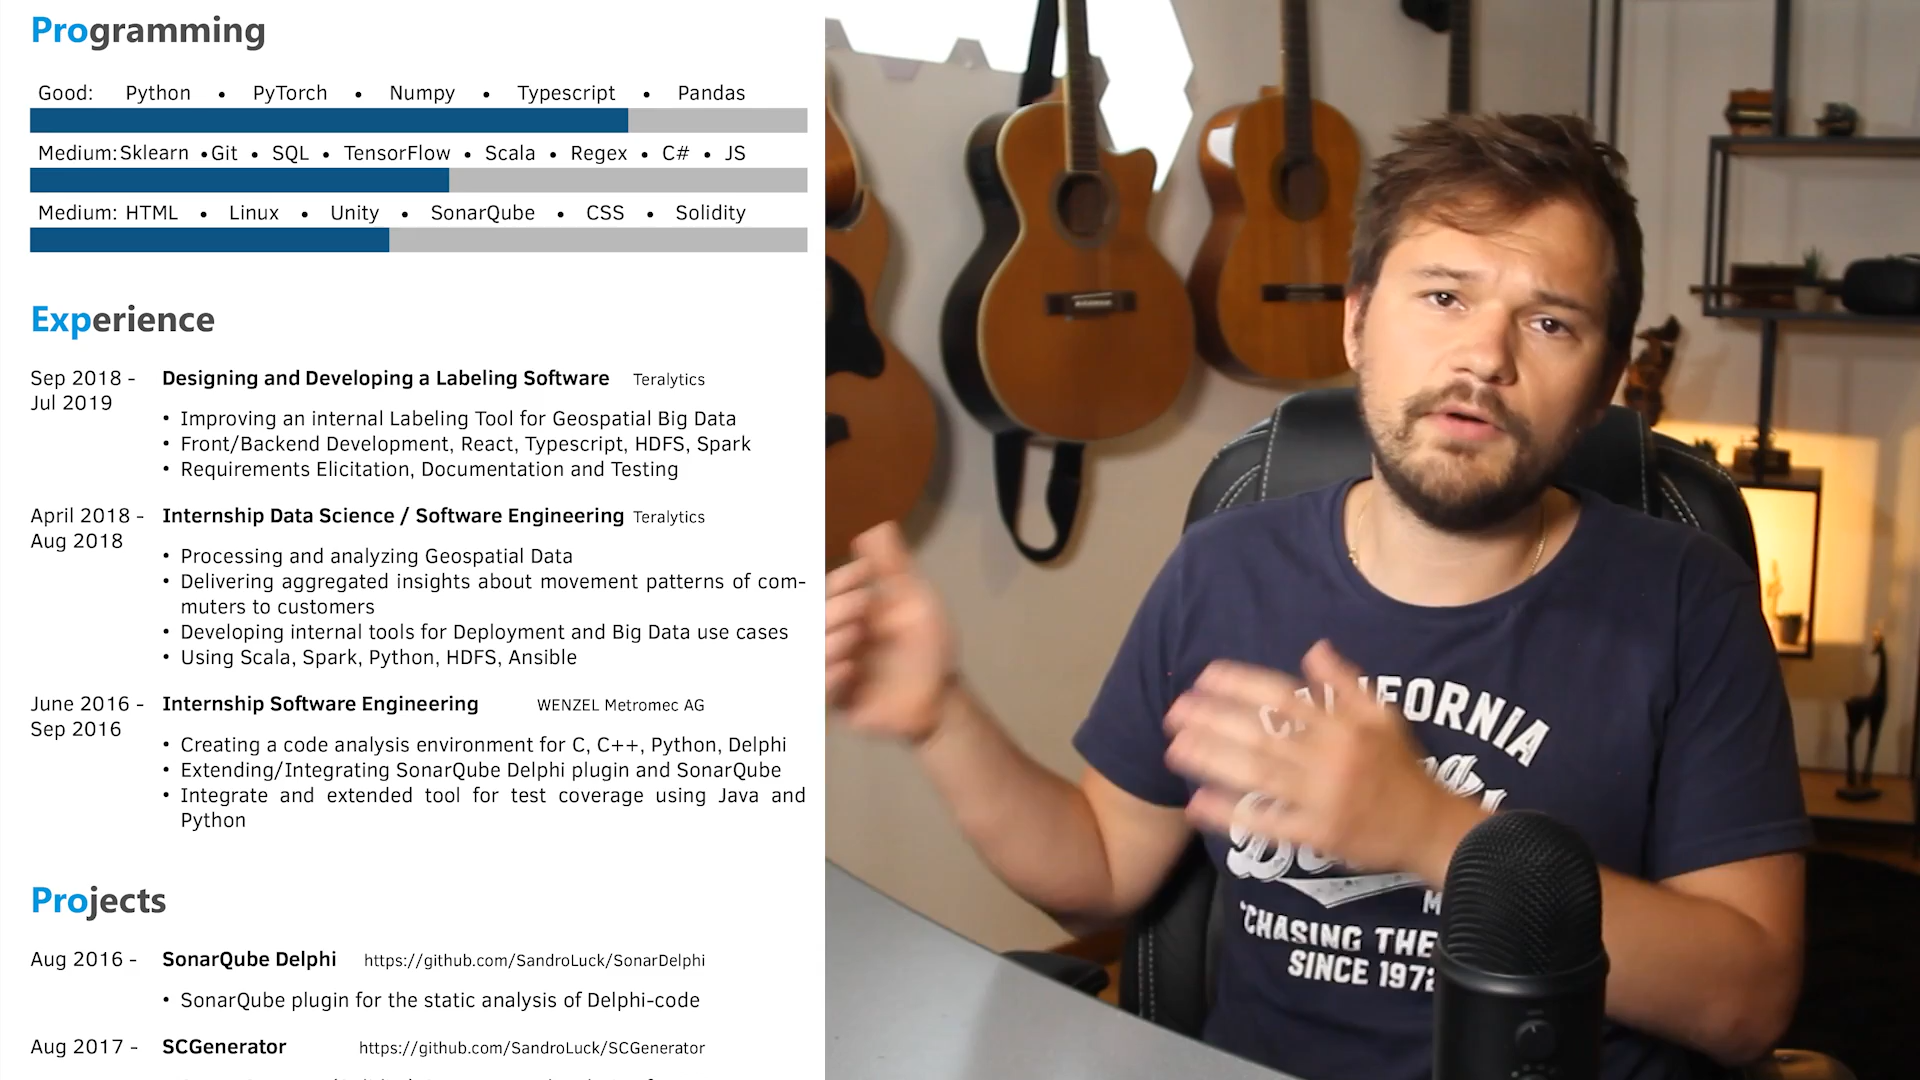 Programming
Good: Python • PyTorch • Numpy • Typescript • Pandas
Medium: Sklearn • Git • SQL • TensorFlow • Scala • Regex • C# • JS
Medium: HTML • Linux • Unity • SonarQube • CSS • Solidity
Experience
Sep 2018 - Designing and Developing a Labeling Software Teralytics
Jul 2019
• Improving an internal Labeling Tool for Geospatial Big Data
• Front/Backend Development, React, Typescript, HDFS, Spark
• Requirements Elicitation, Documentation and Testing
April 2018 - Internship Data Science / Software Engineering Teralytics
Aug 2018
• Processing and analyzing Geospatial Data
• Delivering aggregated insights about movement patterns of com-
muters to customers
• Developing internal tools for Deployment and Big Data use cases
• Using Scala, Spark, Python, HDFS, Ansible
June 2016 - Internship Software Engineering WENZEL Metromec AG
Sep 2016
• Creating a code analysis environment for C, C++, Python, Delphi
• Extending/Integrating SonarQube Delphi plugin and SonarQube
• Integrate and extended tool for test coverage using Java and
Python
Projects
Aug 2016 - SonarQube Delphi https://github.com/SandroLuck/SonarDelphi
• SonarQube plugin for the static analysis of Delphi-code
Aug 2017 - SCGenerator https://github.com/SandroLuck/SCGenerator
CALIFORNIA
CHASING THE
SINCE 1972